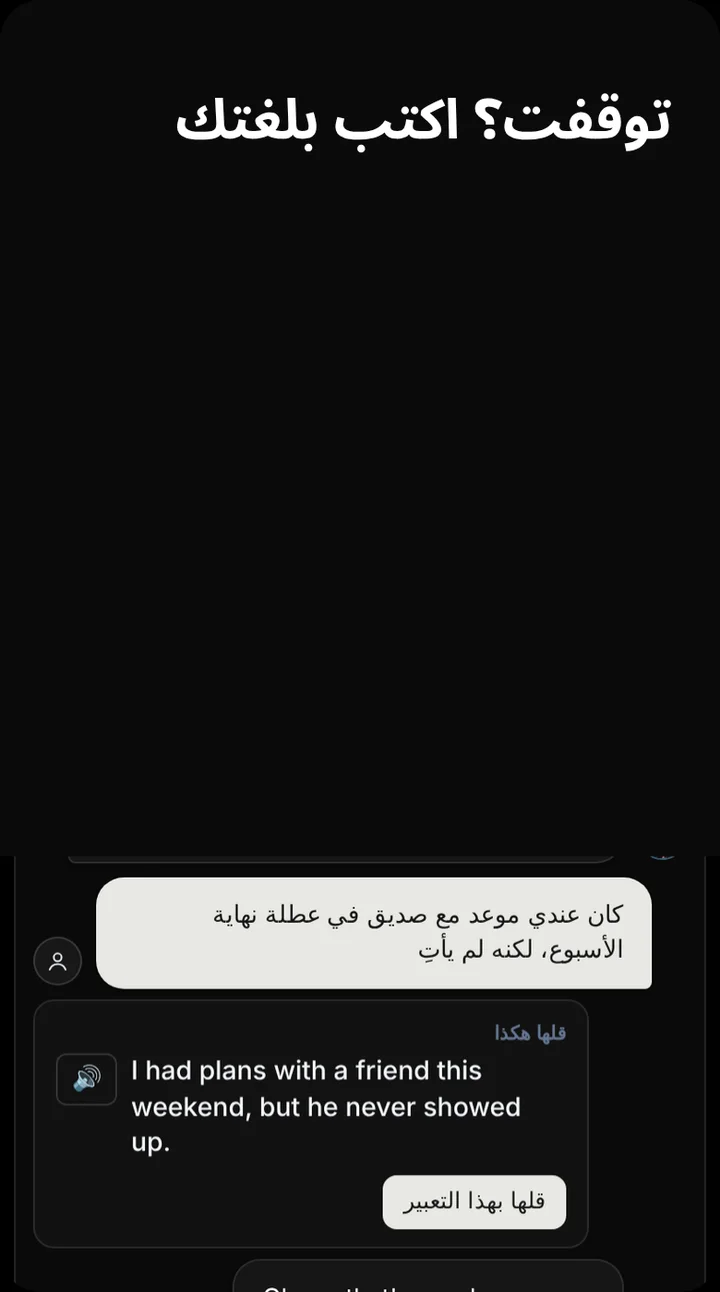 توقفت؟ اكتب بلغتك
كان عندي موعد مع صديق في عطلة نهاية
الأسبوع، لكنه لم يأتِ
قلها هكذا
I had plans with a friend this
weekend, but he never showed
up.
قلها بهذا التعبير